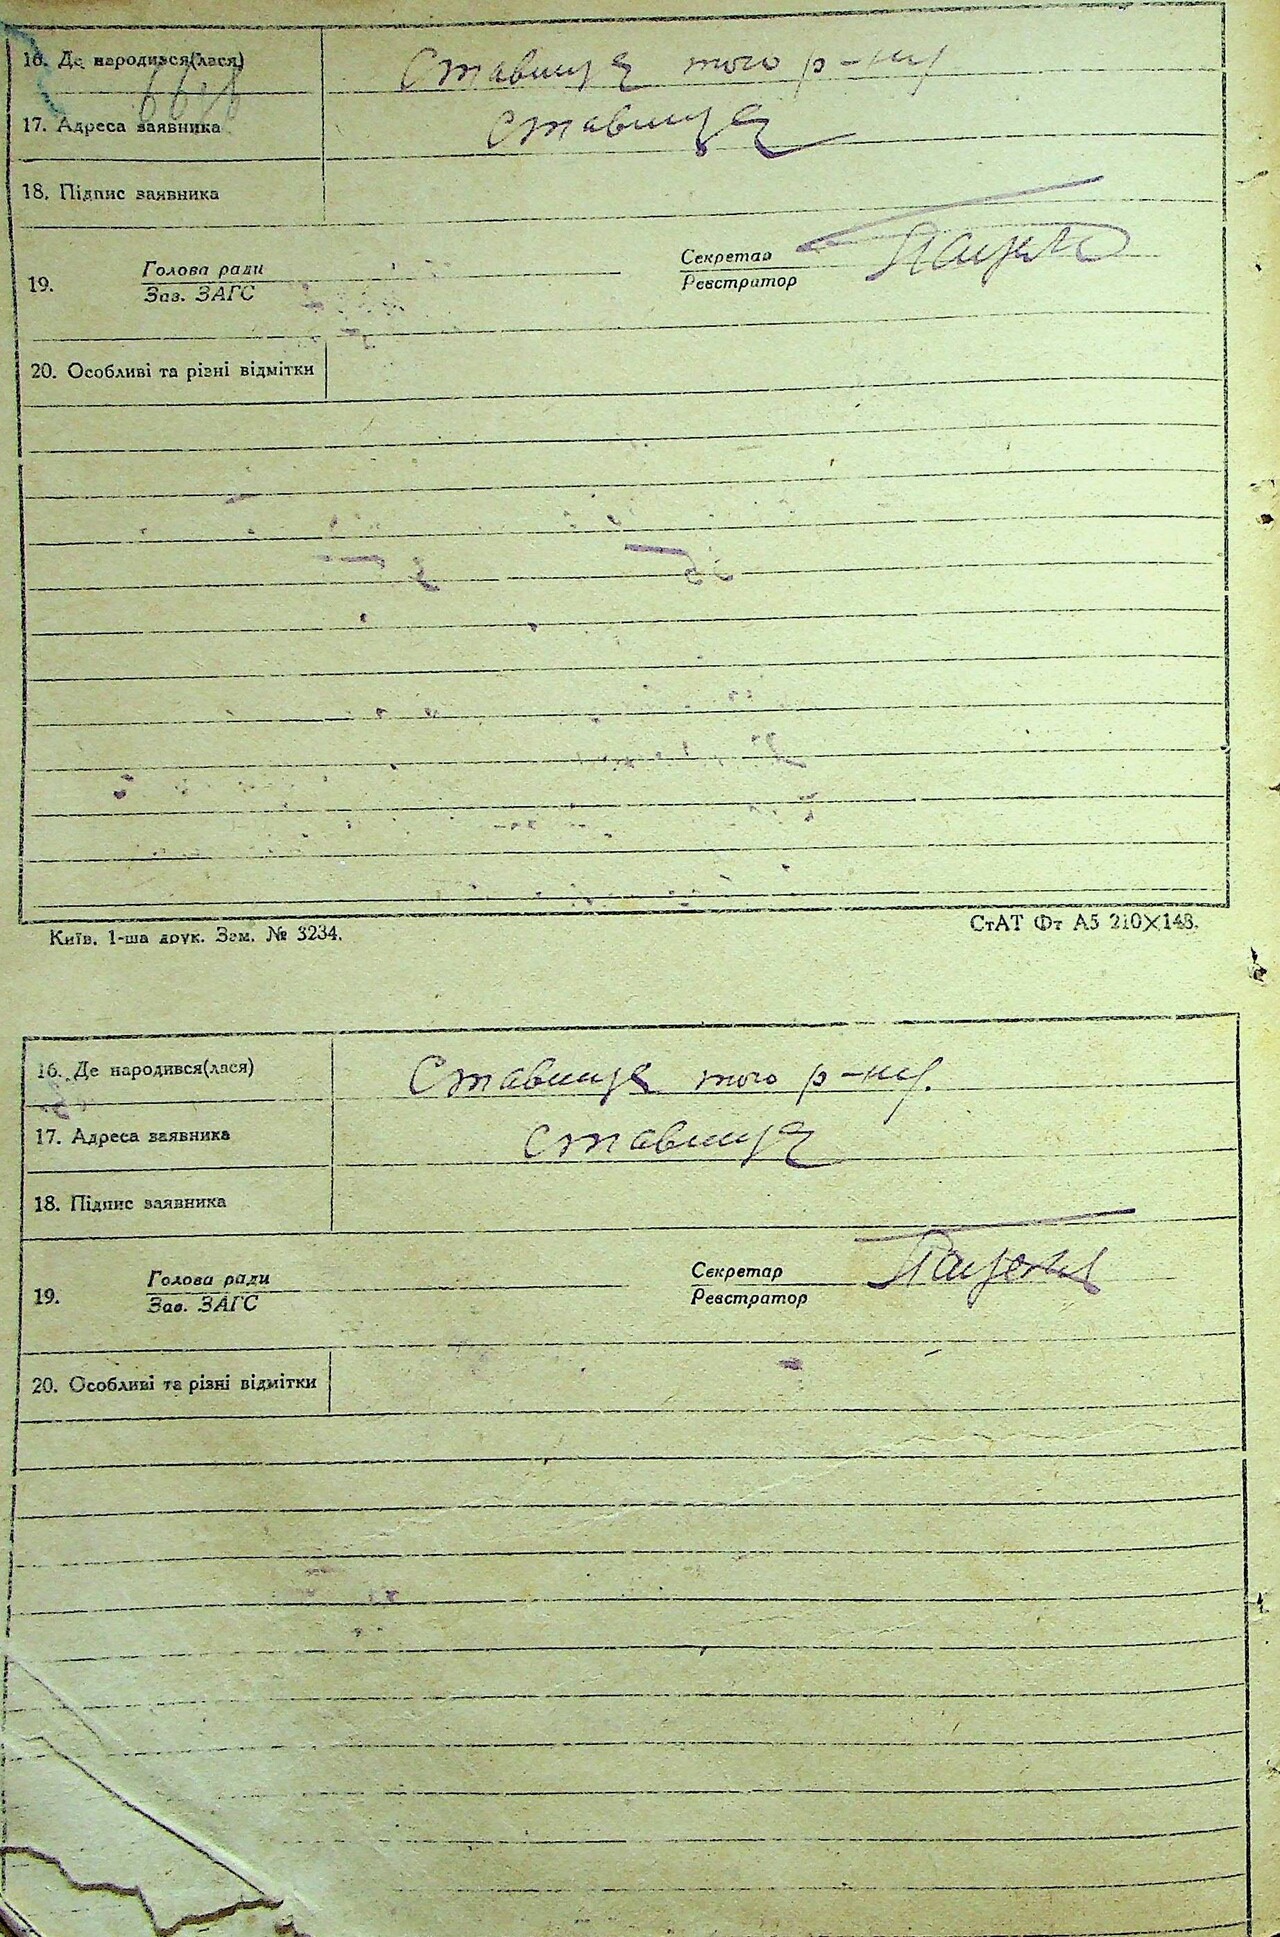 16. Де народився(лася) Ставище того р-ну
17. Адреса заявника Ставище
18. Підпис заявника
19. Голова ради Секретар
Зав. ЗАГС Реєстратор
20. Особливі та різні відмітки
Київ. 1-ша друк. Зам. № 3234. СтАТ Фт А5 210×148.
16. Де народився(лася) Ставище того р-ну.
17. Адреса заявника Ставище
18. Підпис заявника
19. Голова ради Секретар
Зав. ЗАГС Реєстратор
20. Особливі та різні відмітки